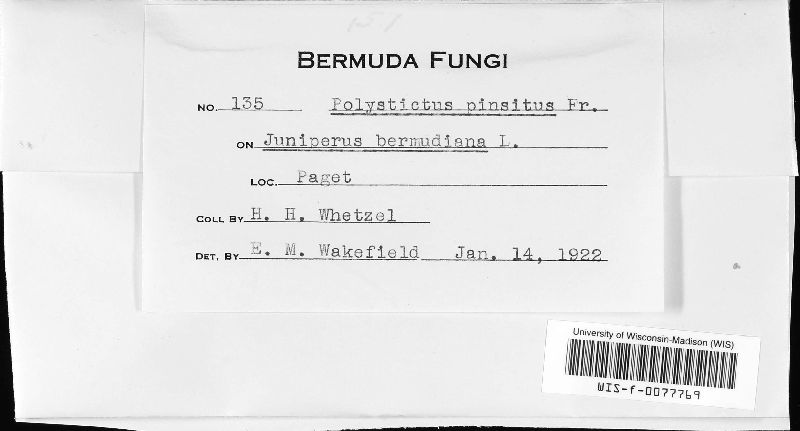 BERMUDA FUNGI
NO. 135 Polystictus pinsitus Fr.
ON Juniperus bermudiana L.
LOC. Paget
COLL BY H. H. Whetzel
DET. BY E. M. Wakefield Jan. 14, 1922
University of Wisconsin-Madison (WIS)
WIS-f-0077769